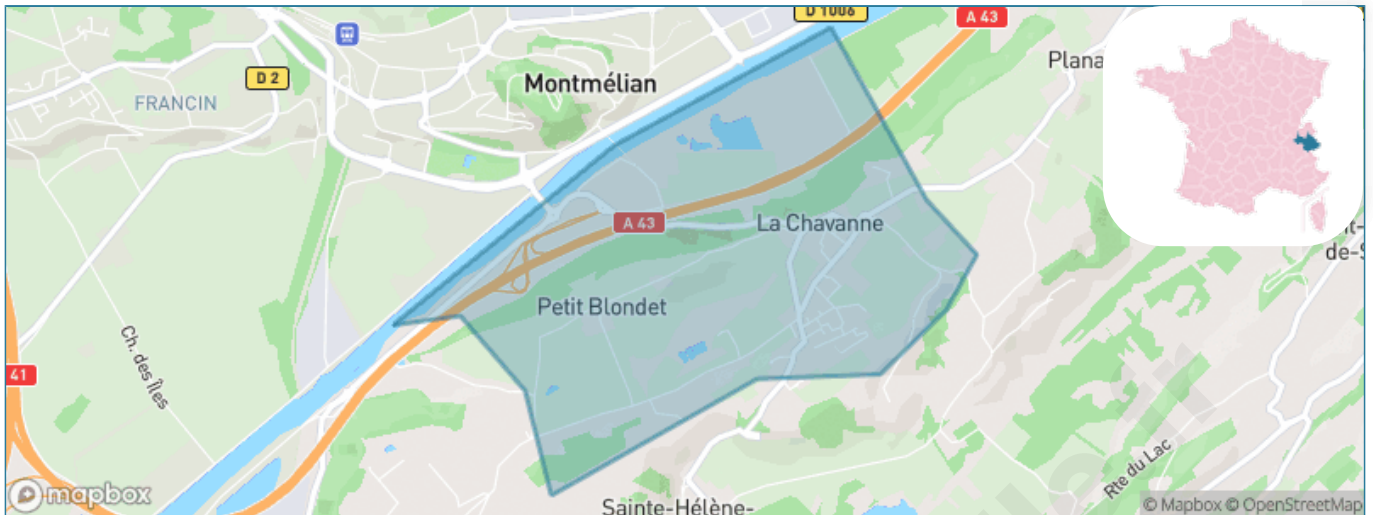 D 1006
A 43
Plana
D 2
Montmélian
FRANCIN
A 43
La Chavanne
de-S
Petit Blondet
41
Ch. des Îles
Rte du Lac
mapbox
Sainte-Hélène-
© Mapbox © OpenStreetMap